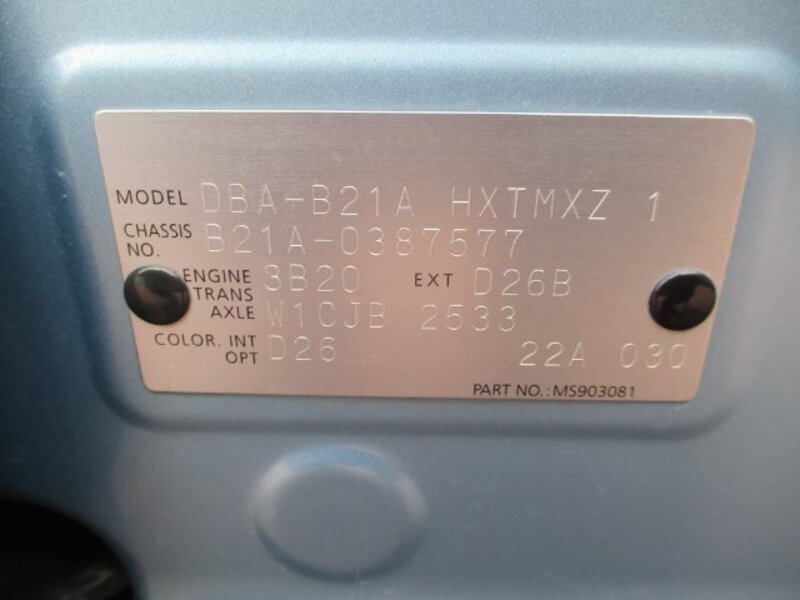 MODEL DBA-B21A HXTMXZ 1
CHASSIS NO. B21A-0387577
ENGINE 3B20 EXT D26B
TRANS AXLE W1CJB 2533
COLOR. INT OPT D26 22A 030
PART NO.: MS903081